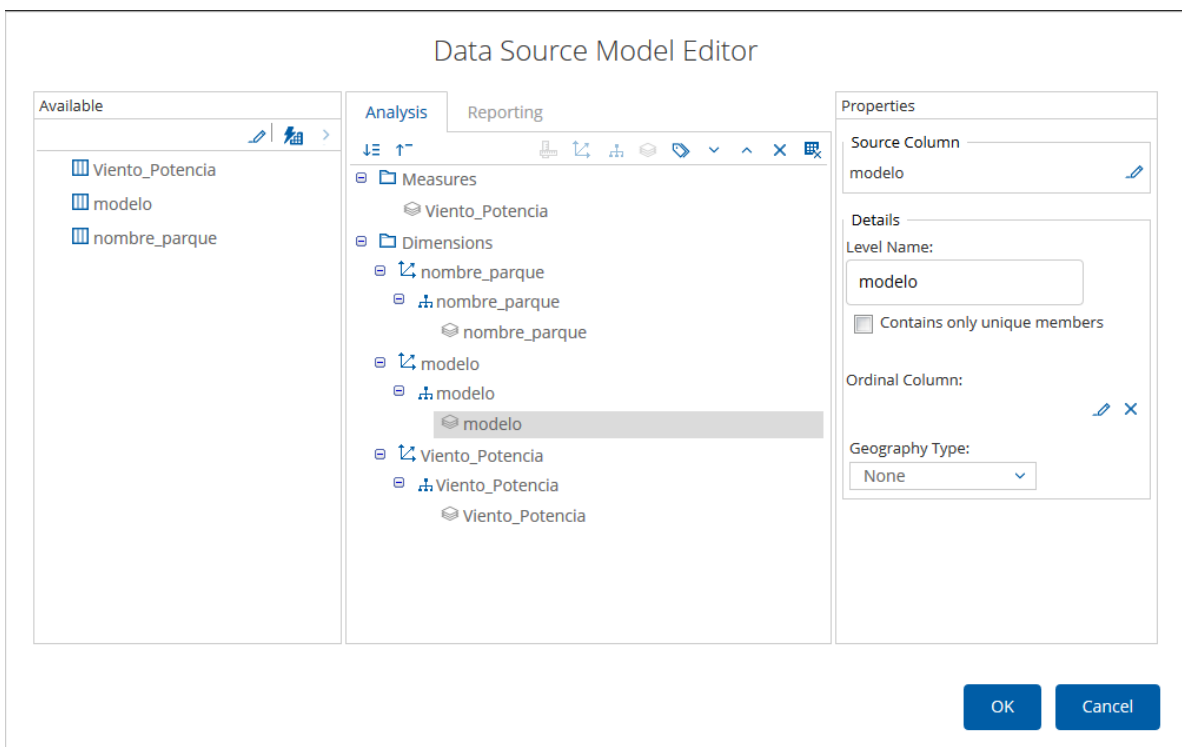 Data Source Model Editor
Available
Viento_Potencia
modelo
nombre_parque
Analysis
Reporting
Measures
Viento_Potencia
Dimensions
nombre_parque
nombre_parque
nombre_parque
modelo
modelo
modelo
Viento_Potencia
Viento_Potencia
Viento_Potencia
Properties
Source Column
modelo
Details
Level Name:
modelo
Contains only unique members
Ordinal Column:
Geography Type:
None
OK
Cancel